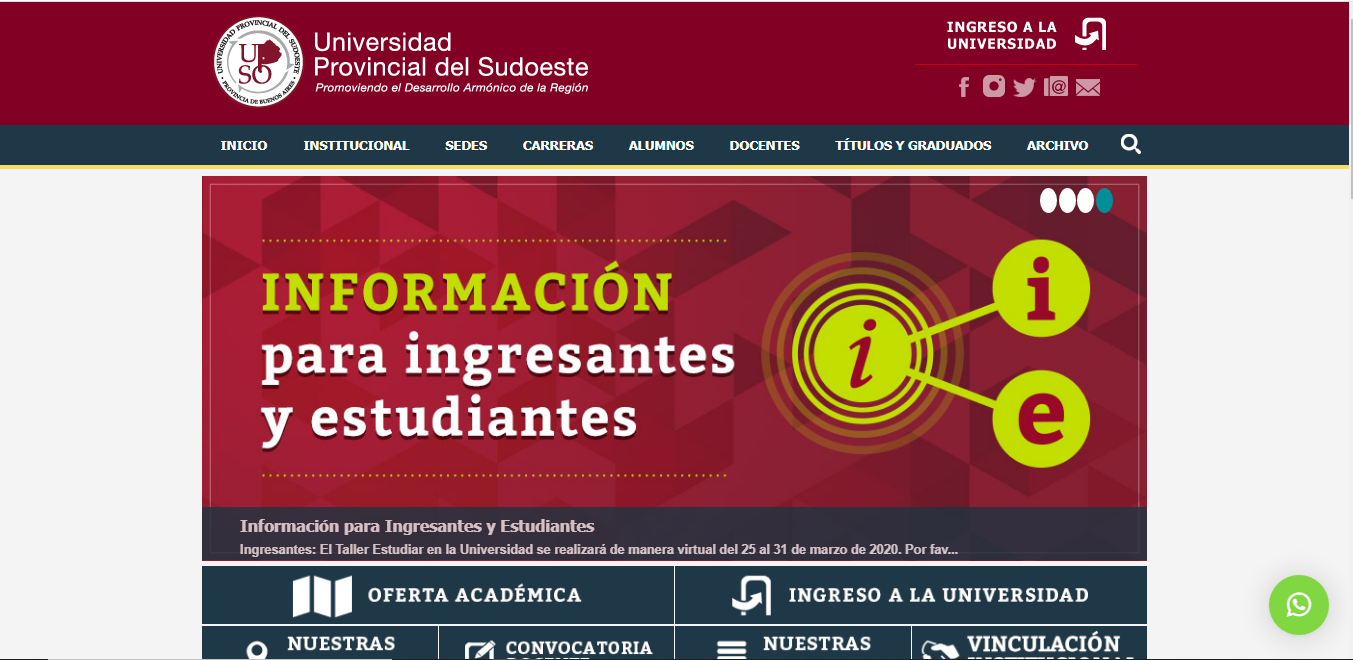 UNIVERSIDAD PROVINCIAL DEL SUDOESTE
UPSO
PROVINCIA DE BUENOS AIRES
Universidad
Provincial del Sudoeste
Promoviendo el Desarrollo Armónico de la Región
INGRESO A LA
UNIVERSIDAD
INICIO INSTITUCIONAL SEDES CARRERAS ALUMNOS DOCENTES TÍTULOS Y GRADUADOS ARCHIVO
INFORMACIÓN
para ingresantes
y estudiantes
i
i
e
Información para Ingresantes y Estudiantes
Ingresantes: El Taller Estudiar en la Universidad se realizará de manera virtual del 25 al 31 de marzo de 2020. Por fav...
OFERTA ACADÉMICA
INGRESO A LA UNIVERSIDAD
NUESTRAS
CONVOCATORIA
DOCENTE
NUESTRAS
VINCULACIÓN
INSTITUCIONAL